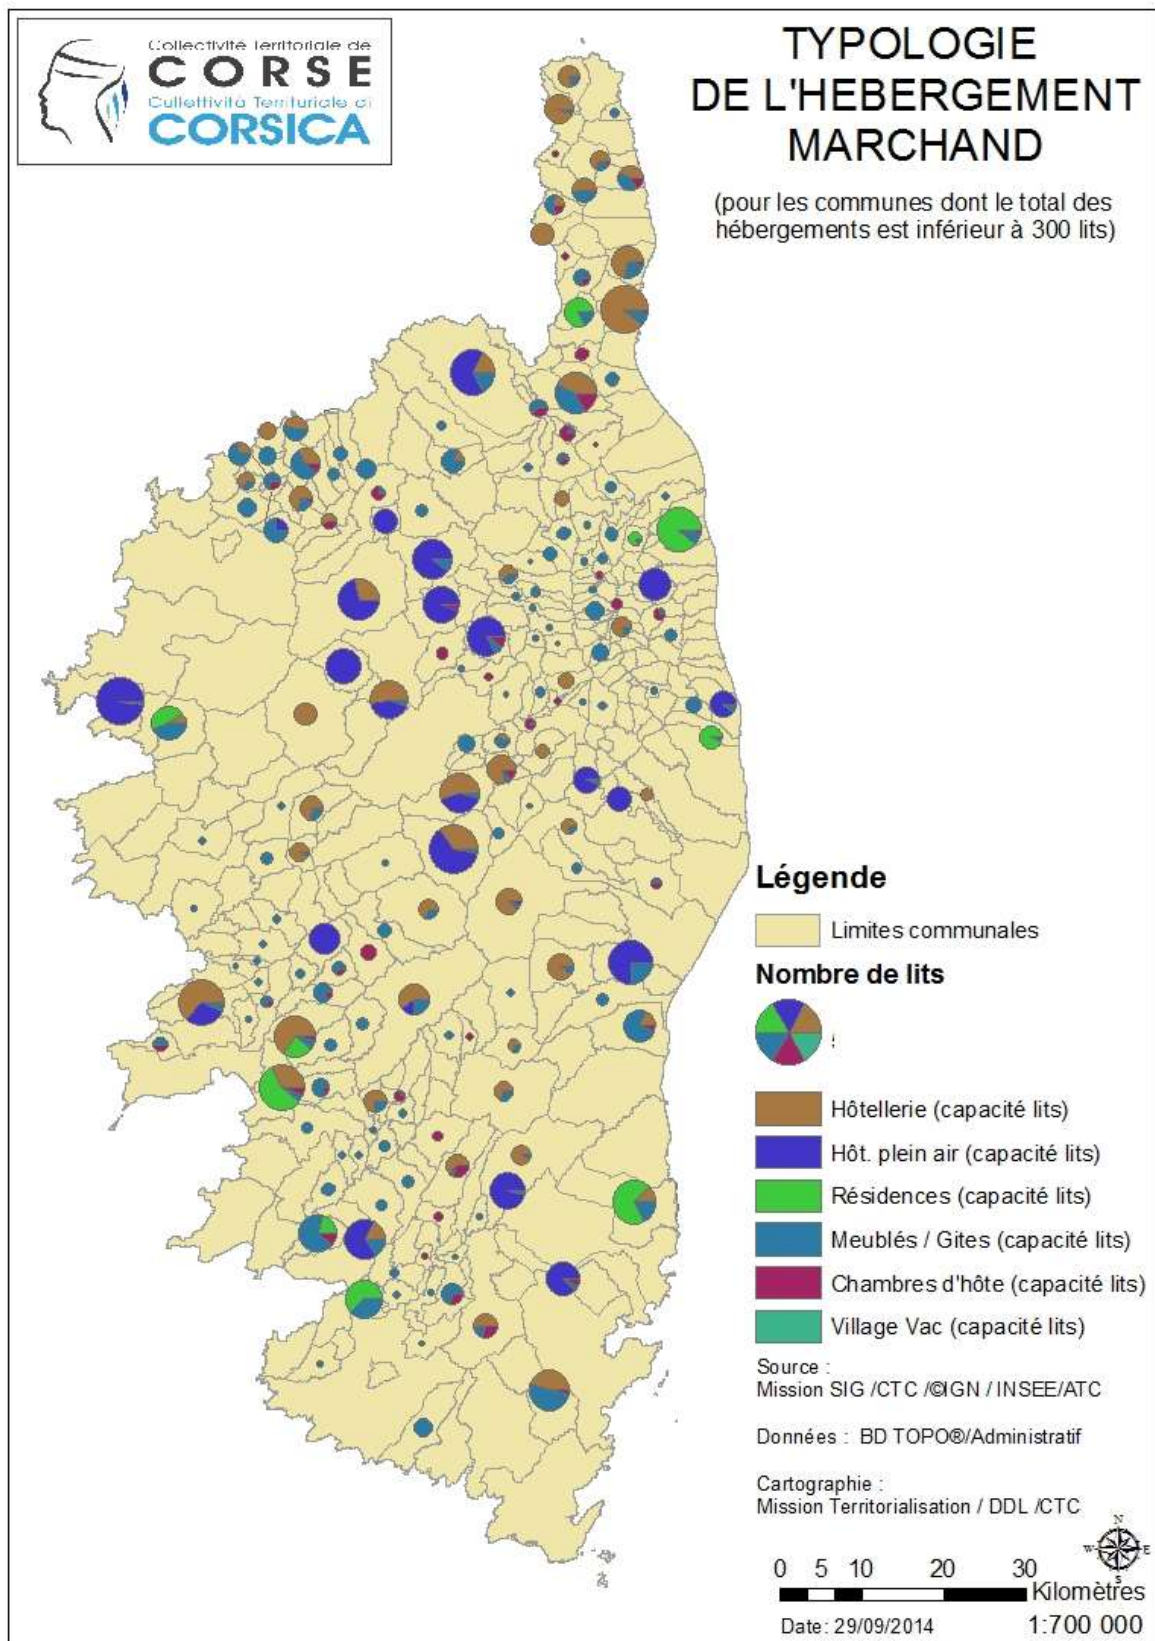 Collectivité Territoriale de
CORSE
Cullettività Territuriale di
CORSICA
TYPOLOGIE
DE L'HEBERGEMENT
MARCHAND
(pour les communes dont le total des
hébergements est inférieur à 300 lits)
Légende
Limites communales
Nombre de lits
Hôtellerie (capacité lits)
Hôt. plein air (capacité lits)
Résidences (capacité lits)
Meublés / Gites (capacité lits)
Chambres d'hôte (capacité lits)
Village Vac (capacité lits)
Source :
Mission SIG /CTC /©IGN / INSEE/ATC
Données : BD TOPO®/Administratif
Cartographie :
Mission Territorialisation / DDL /CTC
N
W E
S
0 5 10 20 30
Kilomètres
Date: 29/09/2014 1:700 000